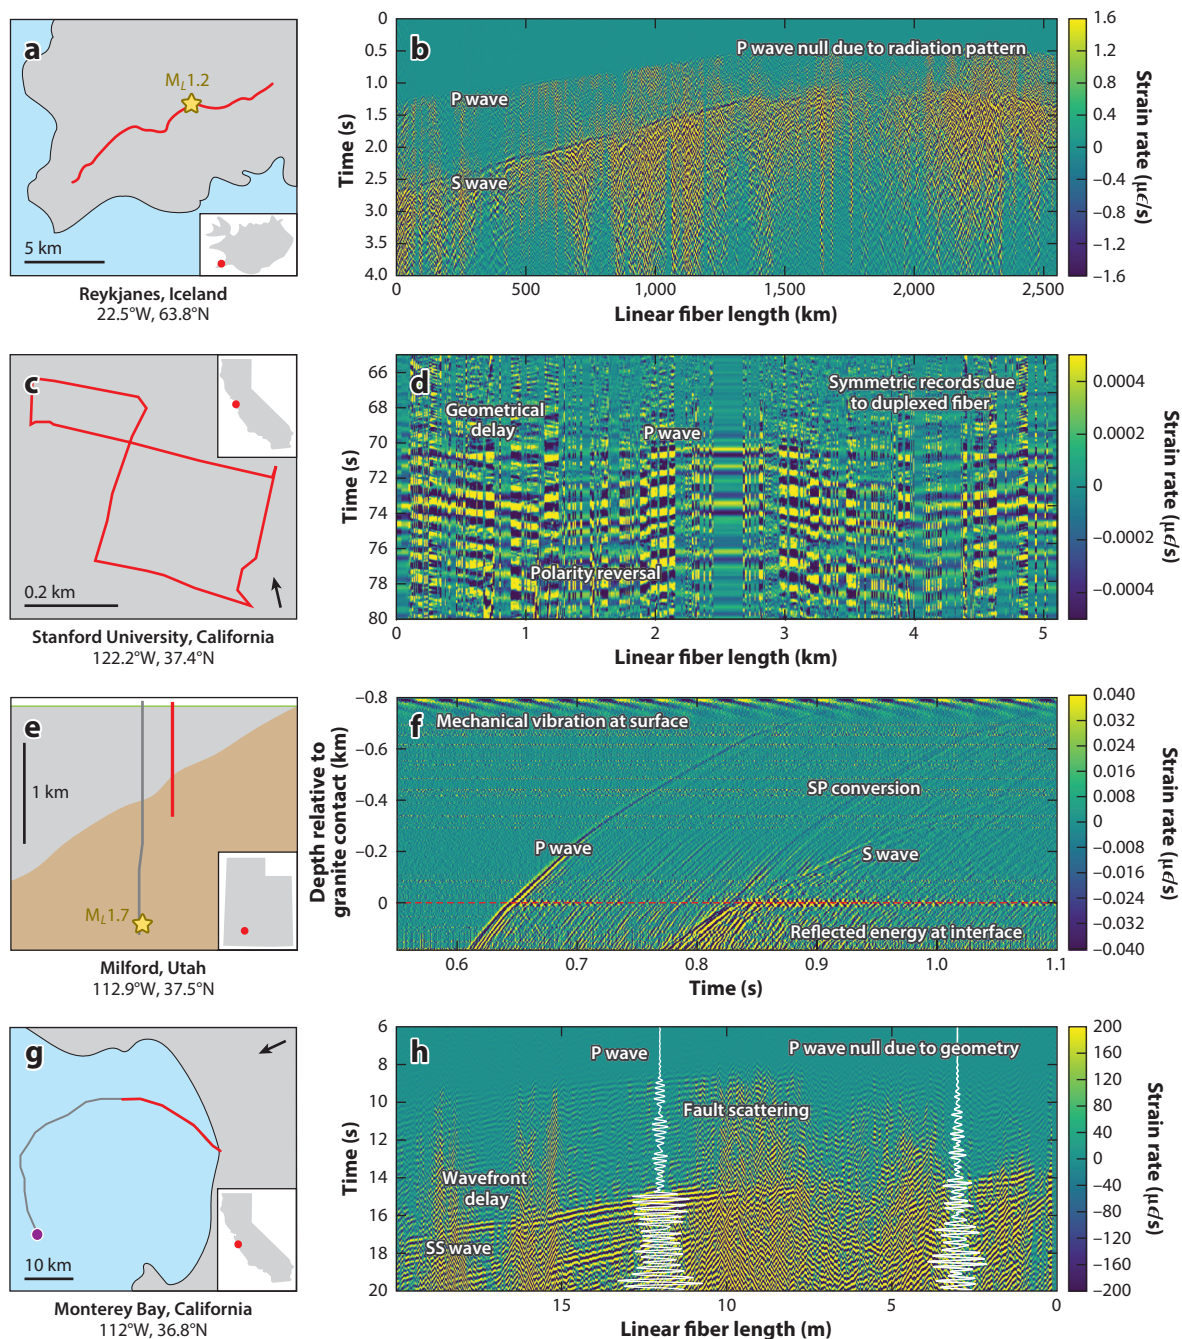 a
M_L1.2
5 km
Reykjanes, Iceland
22.5°W, 63.8°N
b
P wave null due to radiation pattern
P wave
S wave
Time (s)
0
0.5
1.0
1.5
2.0
2.5
3.0
3.5
4.0
0 500 1,000 1,500 2,000 2,500
Linear fiber length (km)
1.6
1.2
0.8
0.4
0
−0.4
−0.8
−1.2
−1.6
Strain rate (με/s)
c
0.2 km
Stanford University, California
122.2°W, 37.4°N
d
Geometrical
delay
P wave
Symmetric records due
to duplexed fiber
Polarity reversal
Time (s)
66
68
70
72
74
76
78
80
0 1 2 3 4 5
Linear fiber length (km)
0.0004
0.0002
0
−0.0002
−0.0004
Strain rate (με/s)
e
1 km
M_L1.7
Milford, Utah
112.9°W, 37.5°N
f
Mechanical vibration at surface
SP conversion
P wave
S wave
Reflected energy at interface
Depth relative to
granite contact (km)
−0.8
−0.6
−0.4
−0.2
0
0.6 0.7 0.8 0.9 1.0 1.1
Time (s)
0.040
0.032
0.024
0.016
0.008
0
−0.008
−0.016
−0.024
−0.032
−0.040
Strain rate (με/s)
g
10 km
Monterey Bay, California
112°W, 36.8°N
h
P wave
P wave null due to geometry
Fault scattering
Wavefront
delay
SS wave
Time (s)
6
8
10
12
14
16
18
20
15 10 5 0
Linear fiber length (m)
200
160
120
80
40
0
−40
−80
−120
−160
−200
Strain rate (με/s)